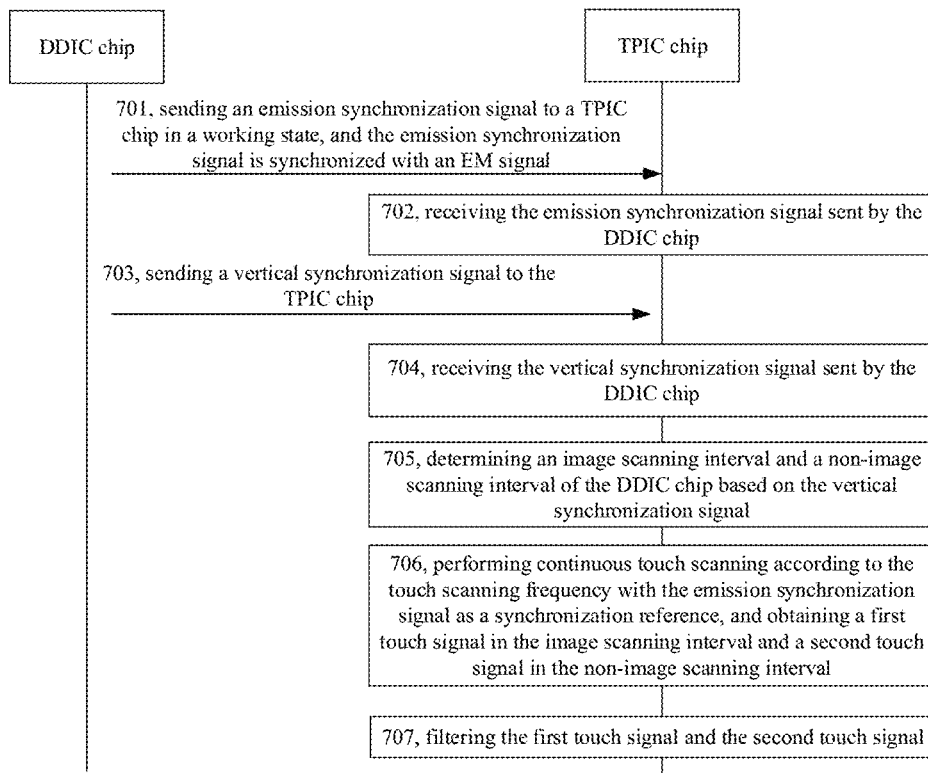 DDIC chip
TPIC chip
701, sending an emission synchronization signal to a TPIC
chip in a working state, and the emission synchronization
signal is synchronized with an EM signal
702, receiving the emission synchronization signal sent by the
DDIC chip
703, sending a vertical synchronization signal to the
TPIC chip
704, receiving the vertical synchronization signal sent by the
DDIC chip
705, determining an image scanning interval and a non-image
scanning interval of the DDIC chip based on the vertical
synchronization signal
706, performing continuous touch scanning according to the
touch scanning frequency with the emission synchronization
signal as a synchronization reference, and obtaining a first
touch signal in the image scanning interval and a second touch
signal in the non-image scanning interval
707, filtering the first touch signal and the second touch signal